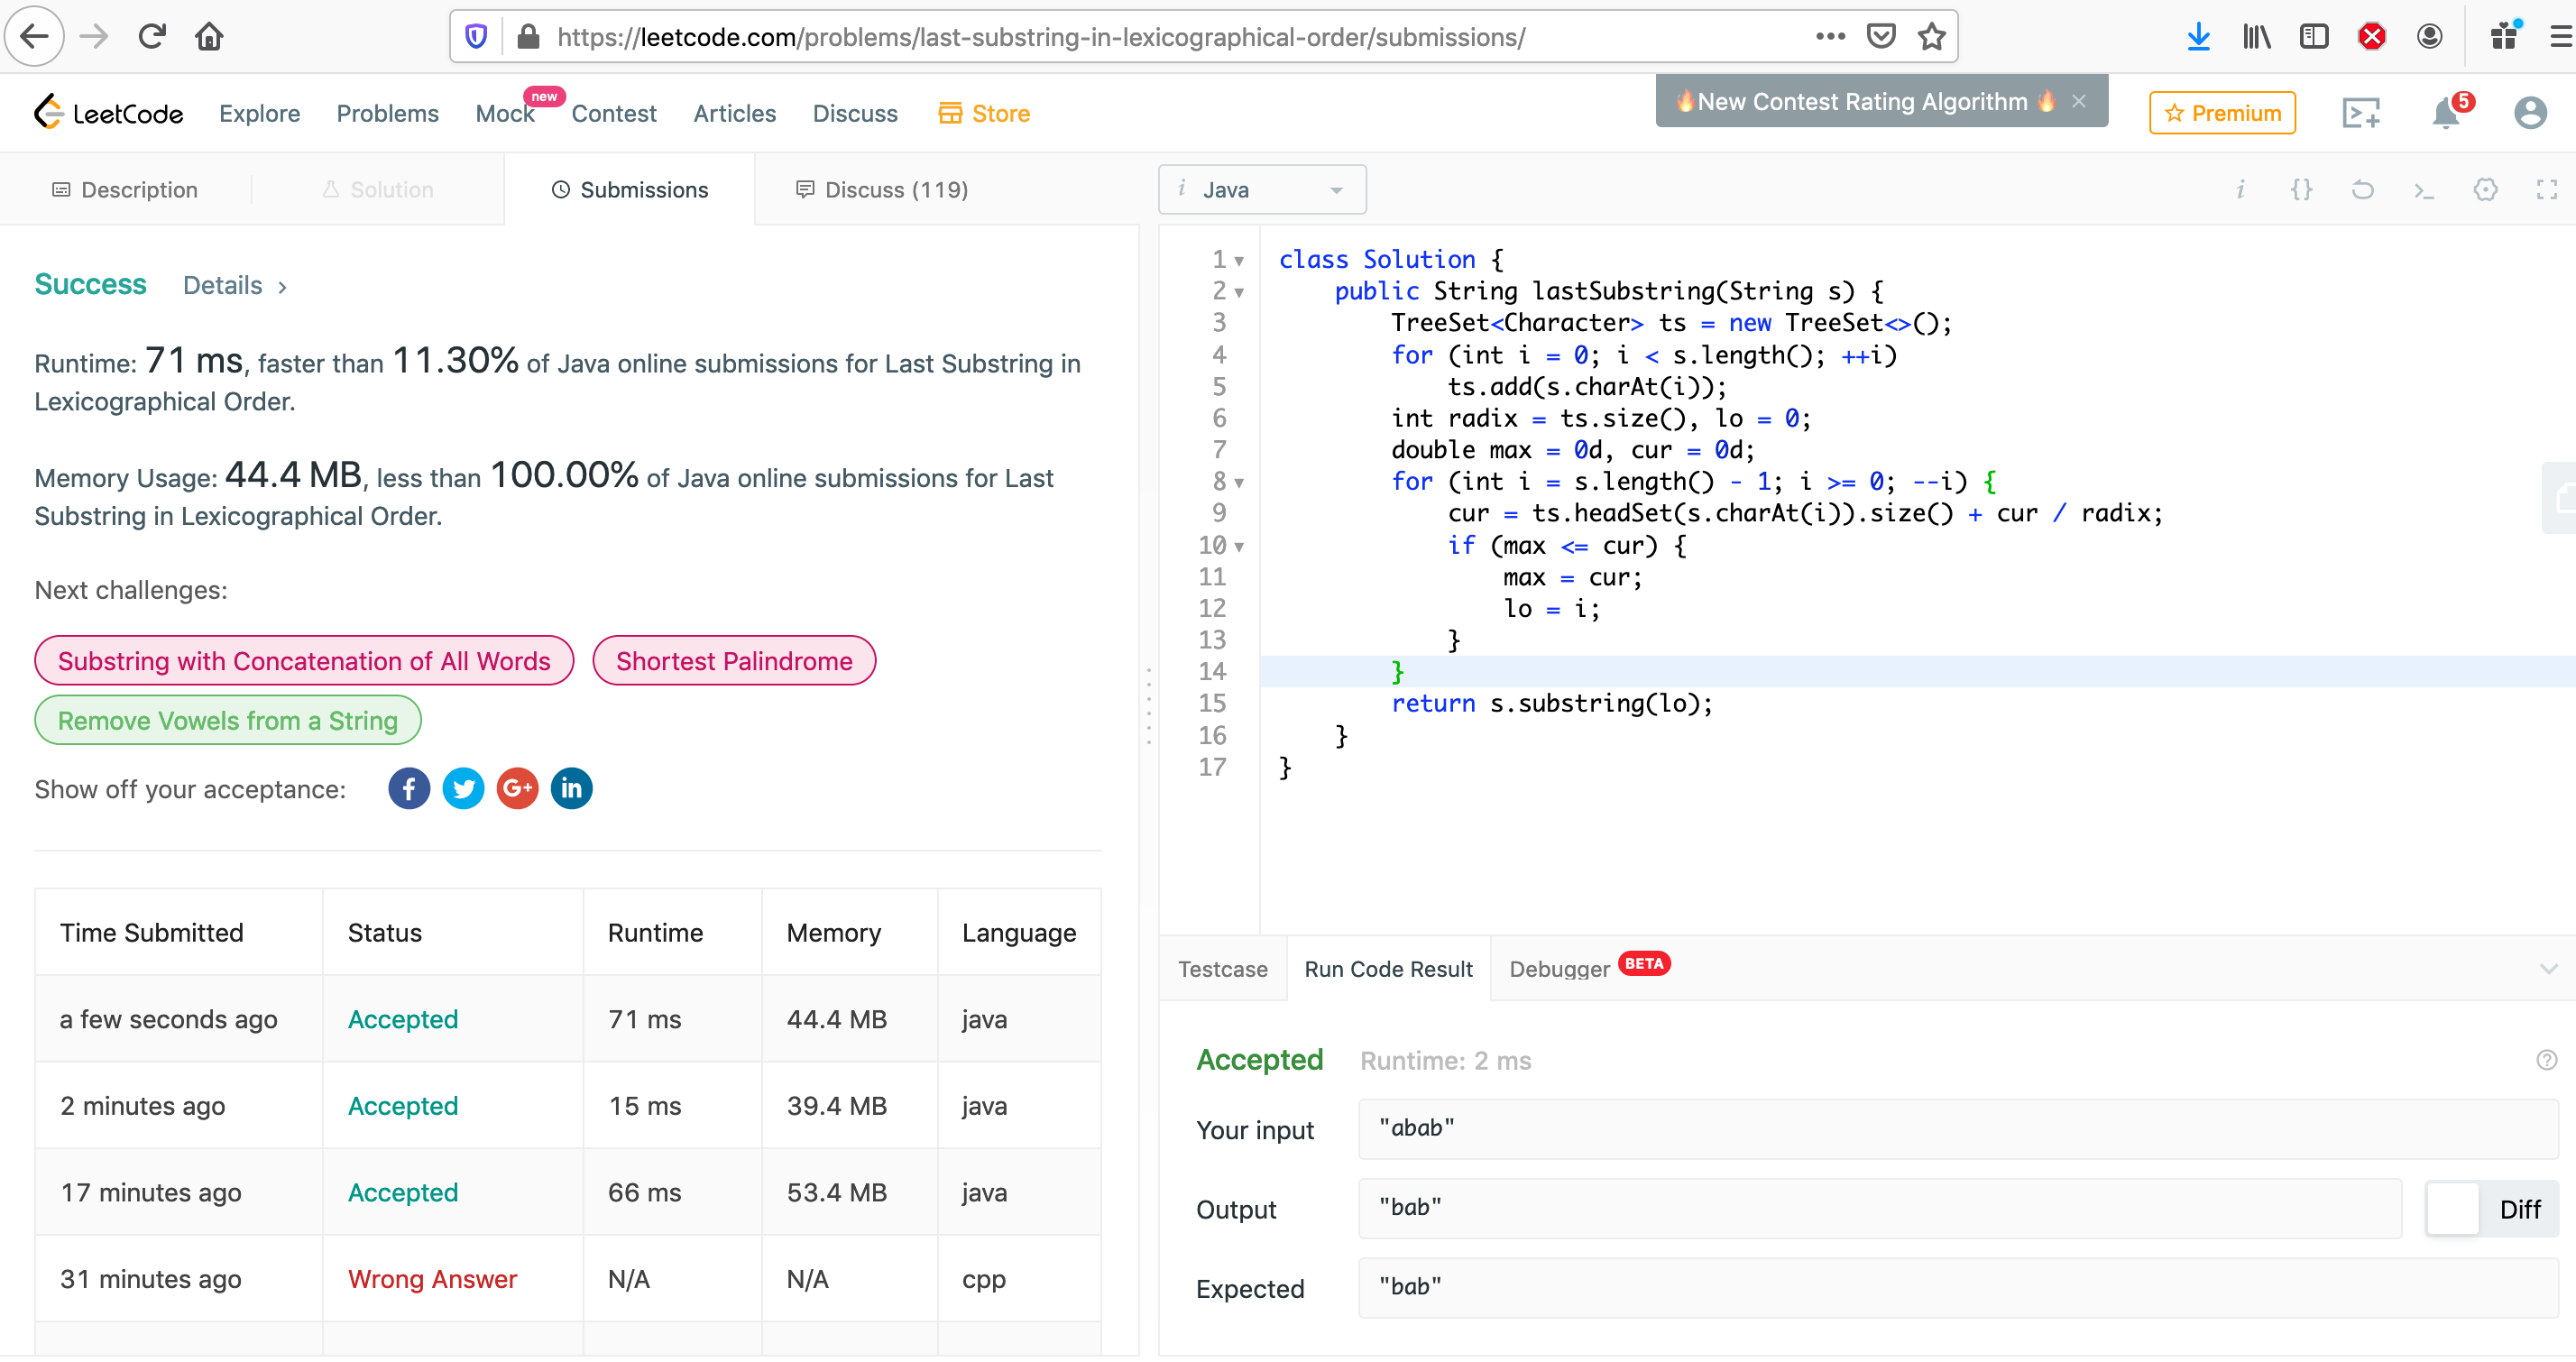 https://leetcode.com/problems/last-substring-in-lexicographical-order/submissions/
LeetCode
Explore
Problems
Mock
new
Contest
Articles
Discuss
Store
🔥New Contest Rating Algorithm 🔥 ×
Premium
5
Description
Solution
Submissions
Discuss (119)
i Java
Success
Details >
Runtime: 71 ms, faster than 11.30% of Java online submissions for Last Substring in
Lexicographical Order.
Memory Usage: 44.4 MB, less than 100.00% of Java online submissions for Last
Substring in Lexicographical Order.
Next challenges:
Substring with Concatenation of All Words
Shortest Palindrome
Remove Vowels from a String
Show off your acceptance:
f
G+
in
Time Submitted Status Runtime Memory Language
a few seconds ago Accepted 71 ms 44.4 MB java
2 minutes ago Accepted 15 ms 39.4 MB java
17 minutes ago Accepted 66 ms 53.4 MB java
31 minutes ago Wrong Answer N/A N/A cpp
i {} >_
1 class Solution {
2     public String lastSubstring(String s) {
3         TreeSet<Character> ts = new TreeSet<>();
4         for (int i = 0; i < s.length(); ++i)
5             ts.add(s.charAt(i));
6         int radix = ts.size(), lo = 0;
7         double max = 0d, cur = 0d;
8         for (int i = s.length() - 1; i >= 0; --i) {
9             cur = ts.headSet(s.charAt(i)).size() + cur / radix;
10             if (max <= cur) {
11                 max = cur;
12                 lo = i;
13             }
14         }
15         return s.substring(lo);
16     }
17 }
Testcase
Run Code Result
Debugger BETA
Accepted
Runtime: 2 ms
?
Your input
"abab"
Output
"bab"
Diff
Expected
"bab"